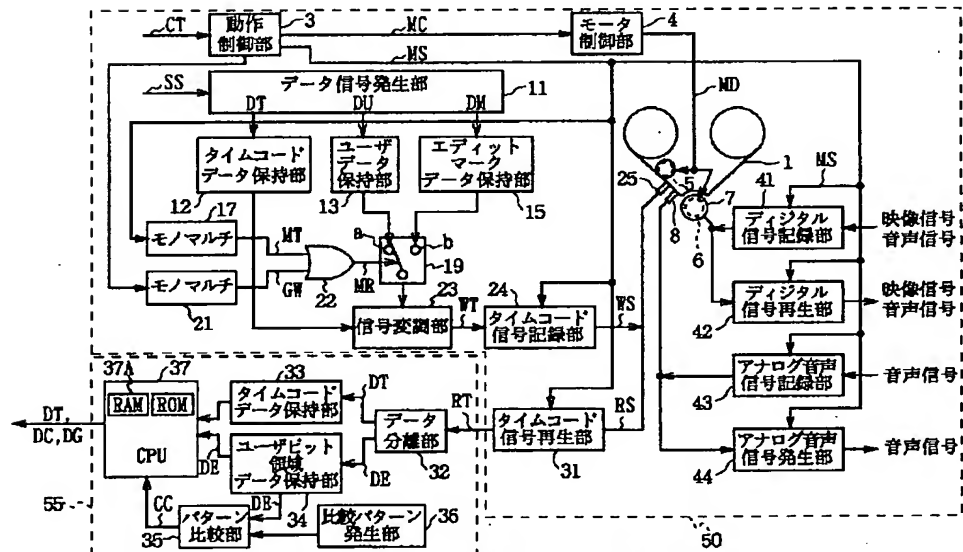 CT
動作
制御部
3
MC
MS
モータ
制御部
4
SS
データ信号発生部
11
DT
DU
DM
MD
タイムコード
データ保持部
12
ユーザ
データ
保持部
13
エディット
マーク
データ保持部
15
25
5
1
7
8
6
41
MS
ディジタル
信号記録部
映像信号
音声信号
17
モノマルチ
MT
a
b
19
21
モノマルチ
GW
22
MR
23
信号変調部
WT
24
タイムコード
信号記録部
WS
ディジタル
信号再生部
42
映像信号
音声信号
アナログ音声
信号記録部
43
音声信号
アナログ音声
信号発生部
44
音声信号
37A
37
RAM
ROM
CPU
DT,
DC, DG
33
タイムコード
データ保持部
DT
データ
分離部
32
RT
タイムコード
信号再生部
31
RS
DE
ユーザビット
領域
データ保持部
34
DE
DE
CC
パターン
比較部
35
比較パターン
発生部
36
55
50